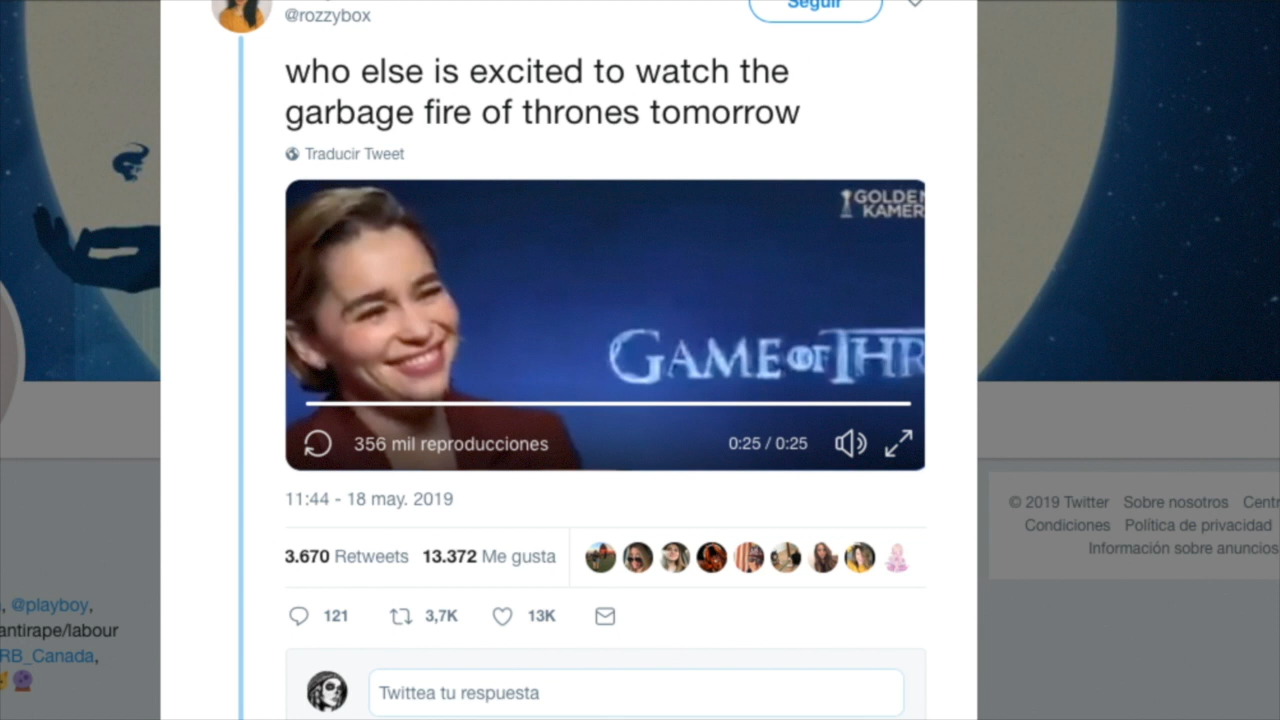 Seguir
@rozzybox
who else is excited to watch the
garbage fire of thrones tomorrow
Traducir Tweet
GOLDEN
KAMER
GAME OF THR
356 mil reproducciones
0:25 / 0:25
11:44 - 18 may. 2019
3.670 Retweets 13.372 Me gusta
121 3,7K 13K
Twittea tu respuesta
, @playboy,
antirape/labour
RB_Canada,
© 2019 Twitter Sobre nosotros Centr
Condiciones Política de privacidad
Información sobre anuncios